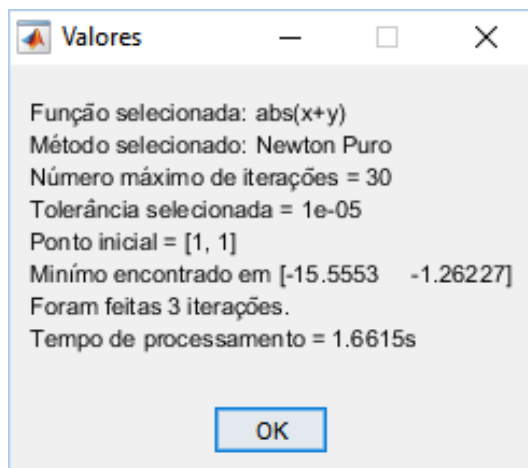 Valores
Função selecionada: abs(x+y)
Método selecionado: Newton Puro
Número máximo de iterações = 30
Tolerância selecionada = 1e-05
Ponto inicial = [1, 1]
Minímo encontrado em [-15.5553 -1.26227]
Foram feitas 3 iterações.
Tempo de processamento = 1.6615s
OK